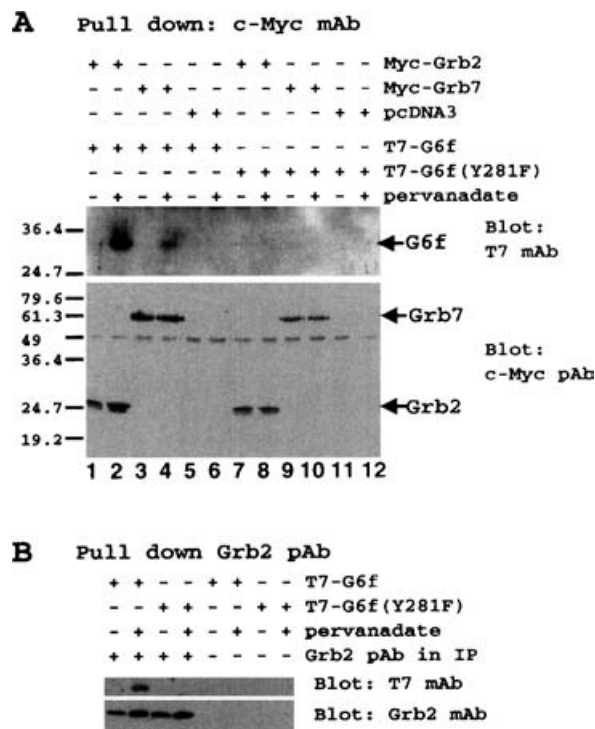 A Pull down: c-Myc mAb
+ + - - - - + + - - - - Myc-Grb2
- - + + - - - - + + - - Myc-Grb7
- - - - + + - - - - + + pcDNA3
+ + + + + + - - - - - - T7-G6f
- - - - - - + + + + + + T7-G6f(Y281F)
- + - + - + - + - + - + pervanadate
36.4
24.7
G6f
Blot:
T7 mAb
79.6
61.3
49
36.4
24.7
19.2
Grb7
Grb2
Blot:
c-Myc pAb
1 2 3 4 5 6 7 8 9 10 11 12
B Pull down Grb2 pAb
+ + - - + + - - T7-G6f
- - + + - - + + T7-G6f(Y281F)
- + - + - + - + pervanadate
+ + + + - - - - Grb2 pAb in IP
Blot: T7 mAb
Blot: Grb2 mAb